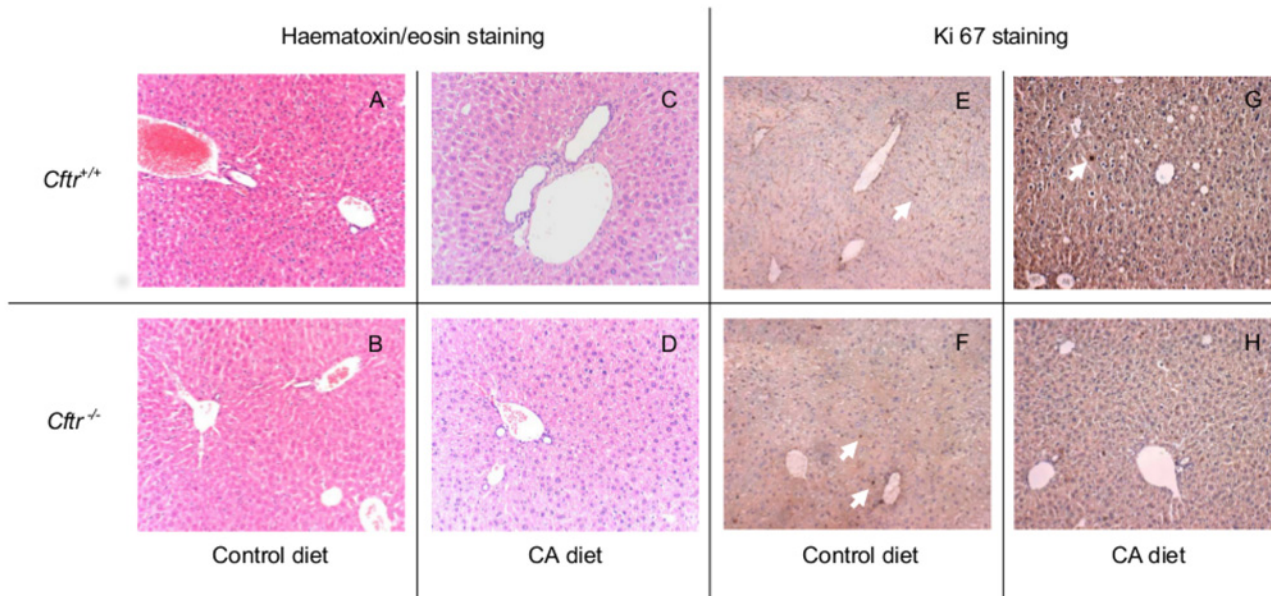 Haematoxin/eosin staining
Ki 67 staining
Cftr+/+
A
C
E
G
Cftr -/-
B
D
F
H
Control diet
CA diet
Control diet
CA diet